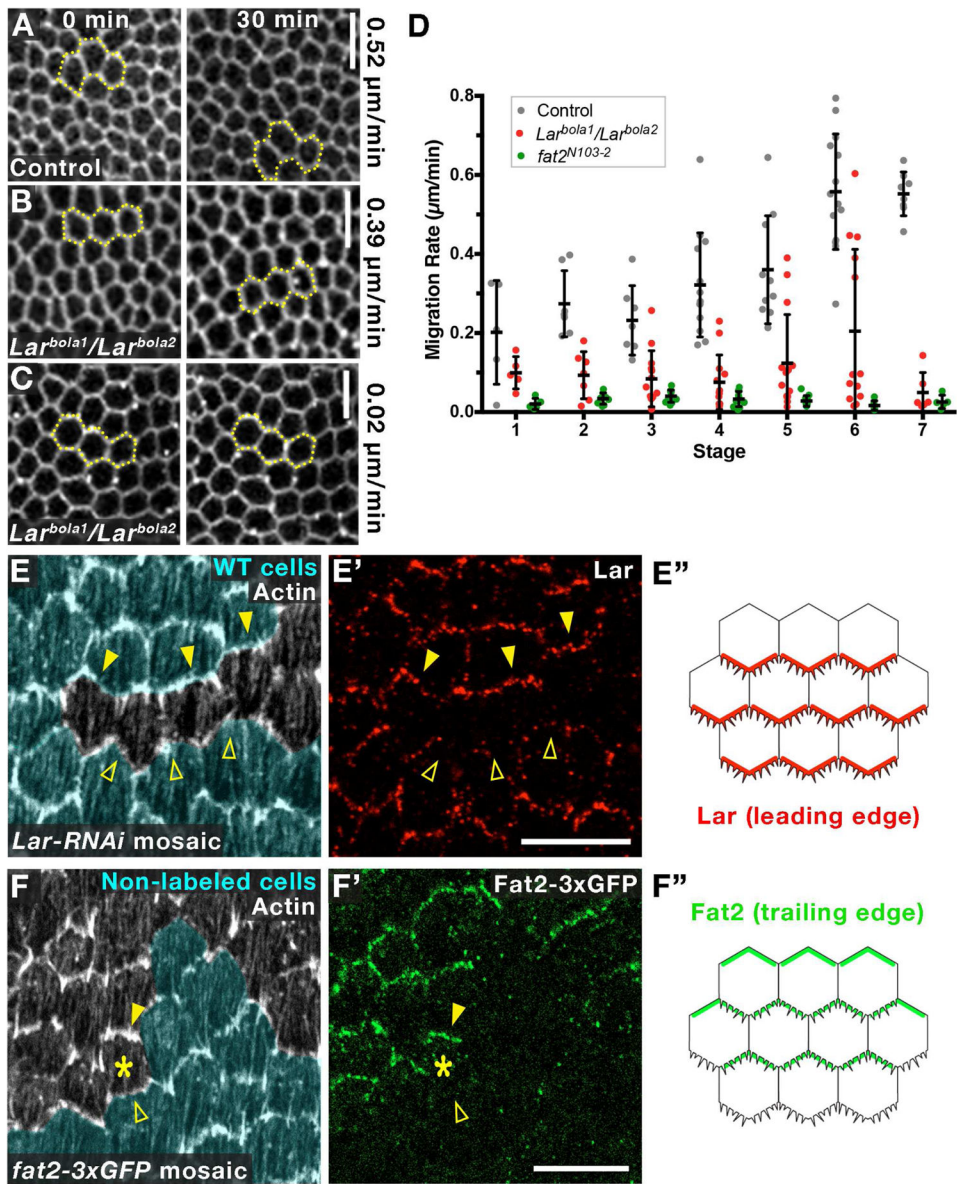 A
0 min
30 min
0.52 µm/min
Control
B
0.39 µm/min
Lar^bola1/Lar^bola2
C
0.02 µm/min
Lar^bola1/Lar^bola2
D
Migration Rate (µm/min)
0.8
0.6
0.4
0.2
0.0
Control
Lar^bola1/Lar^bola2
fat2^N103-2
1 2 3 4 5 6 7
Stage
E
WT cells
Actin
Lar-RNAi mosaic
E'
Lar
E"
Lar (leading edge)
F
Non-labeled cells
Actin
*
fat2-3xGFP mosaic
F'
Fat2-3xGFP
*
F"
Fat2 (trailing edge)